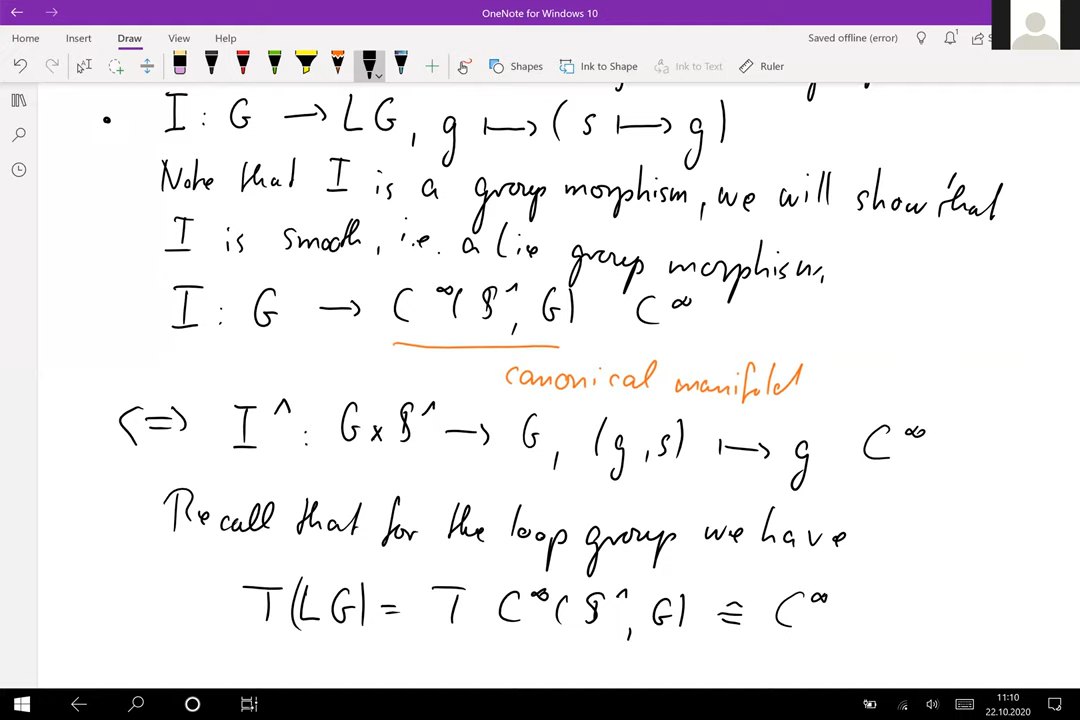 OneNote for Windows 10
Home Insert Draw View Help
Saved offline (error)
Shapes Ink to Shape Ink to Text Ruler
• I : G → LG, g ↦ (s ↦ g)
Note that I is a group morphism, we will show that
I is smooth, i.e. a Lie group morphism.
I : G → C^∞(𝕊^1, G) C^∞
canonical manifold
<=> I^∧ : G × 𝕊^1 → G, (g, s) ↦ g C^∞
Recall that for the loop group we have
T(LG) = T C^∞(𝕊^1, G) ≅ C^∞
11:10
22.10.2020